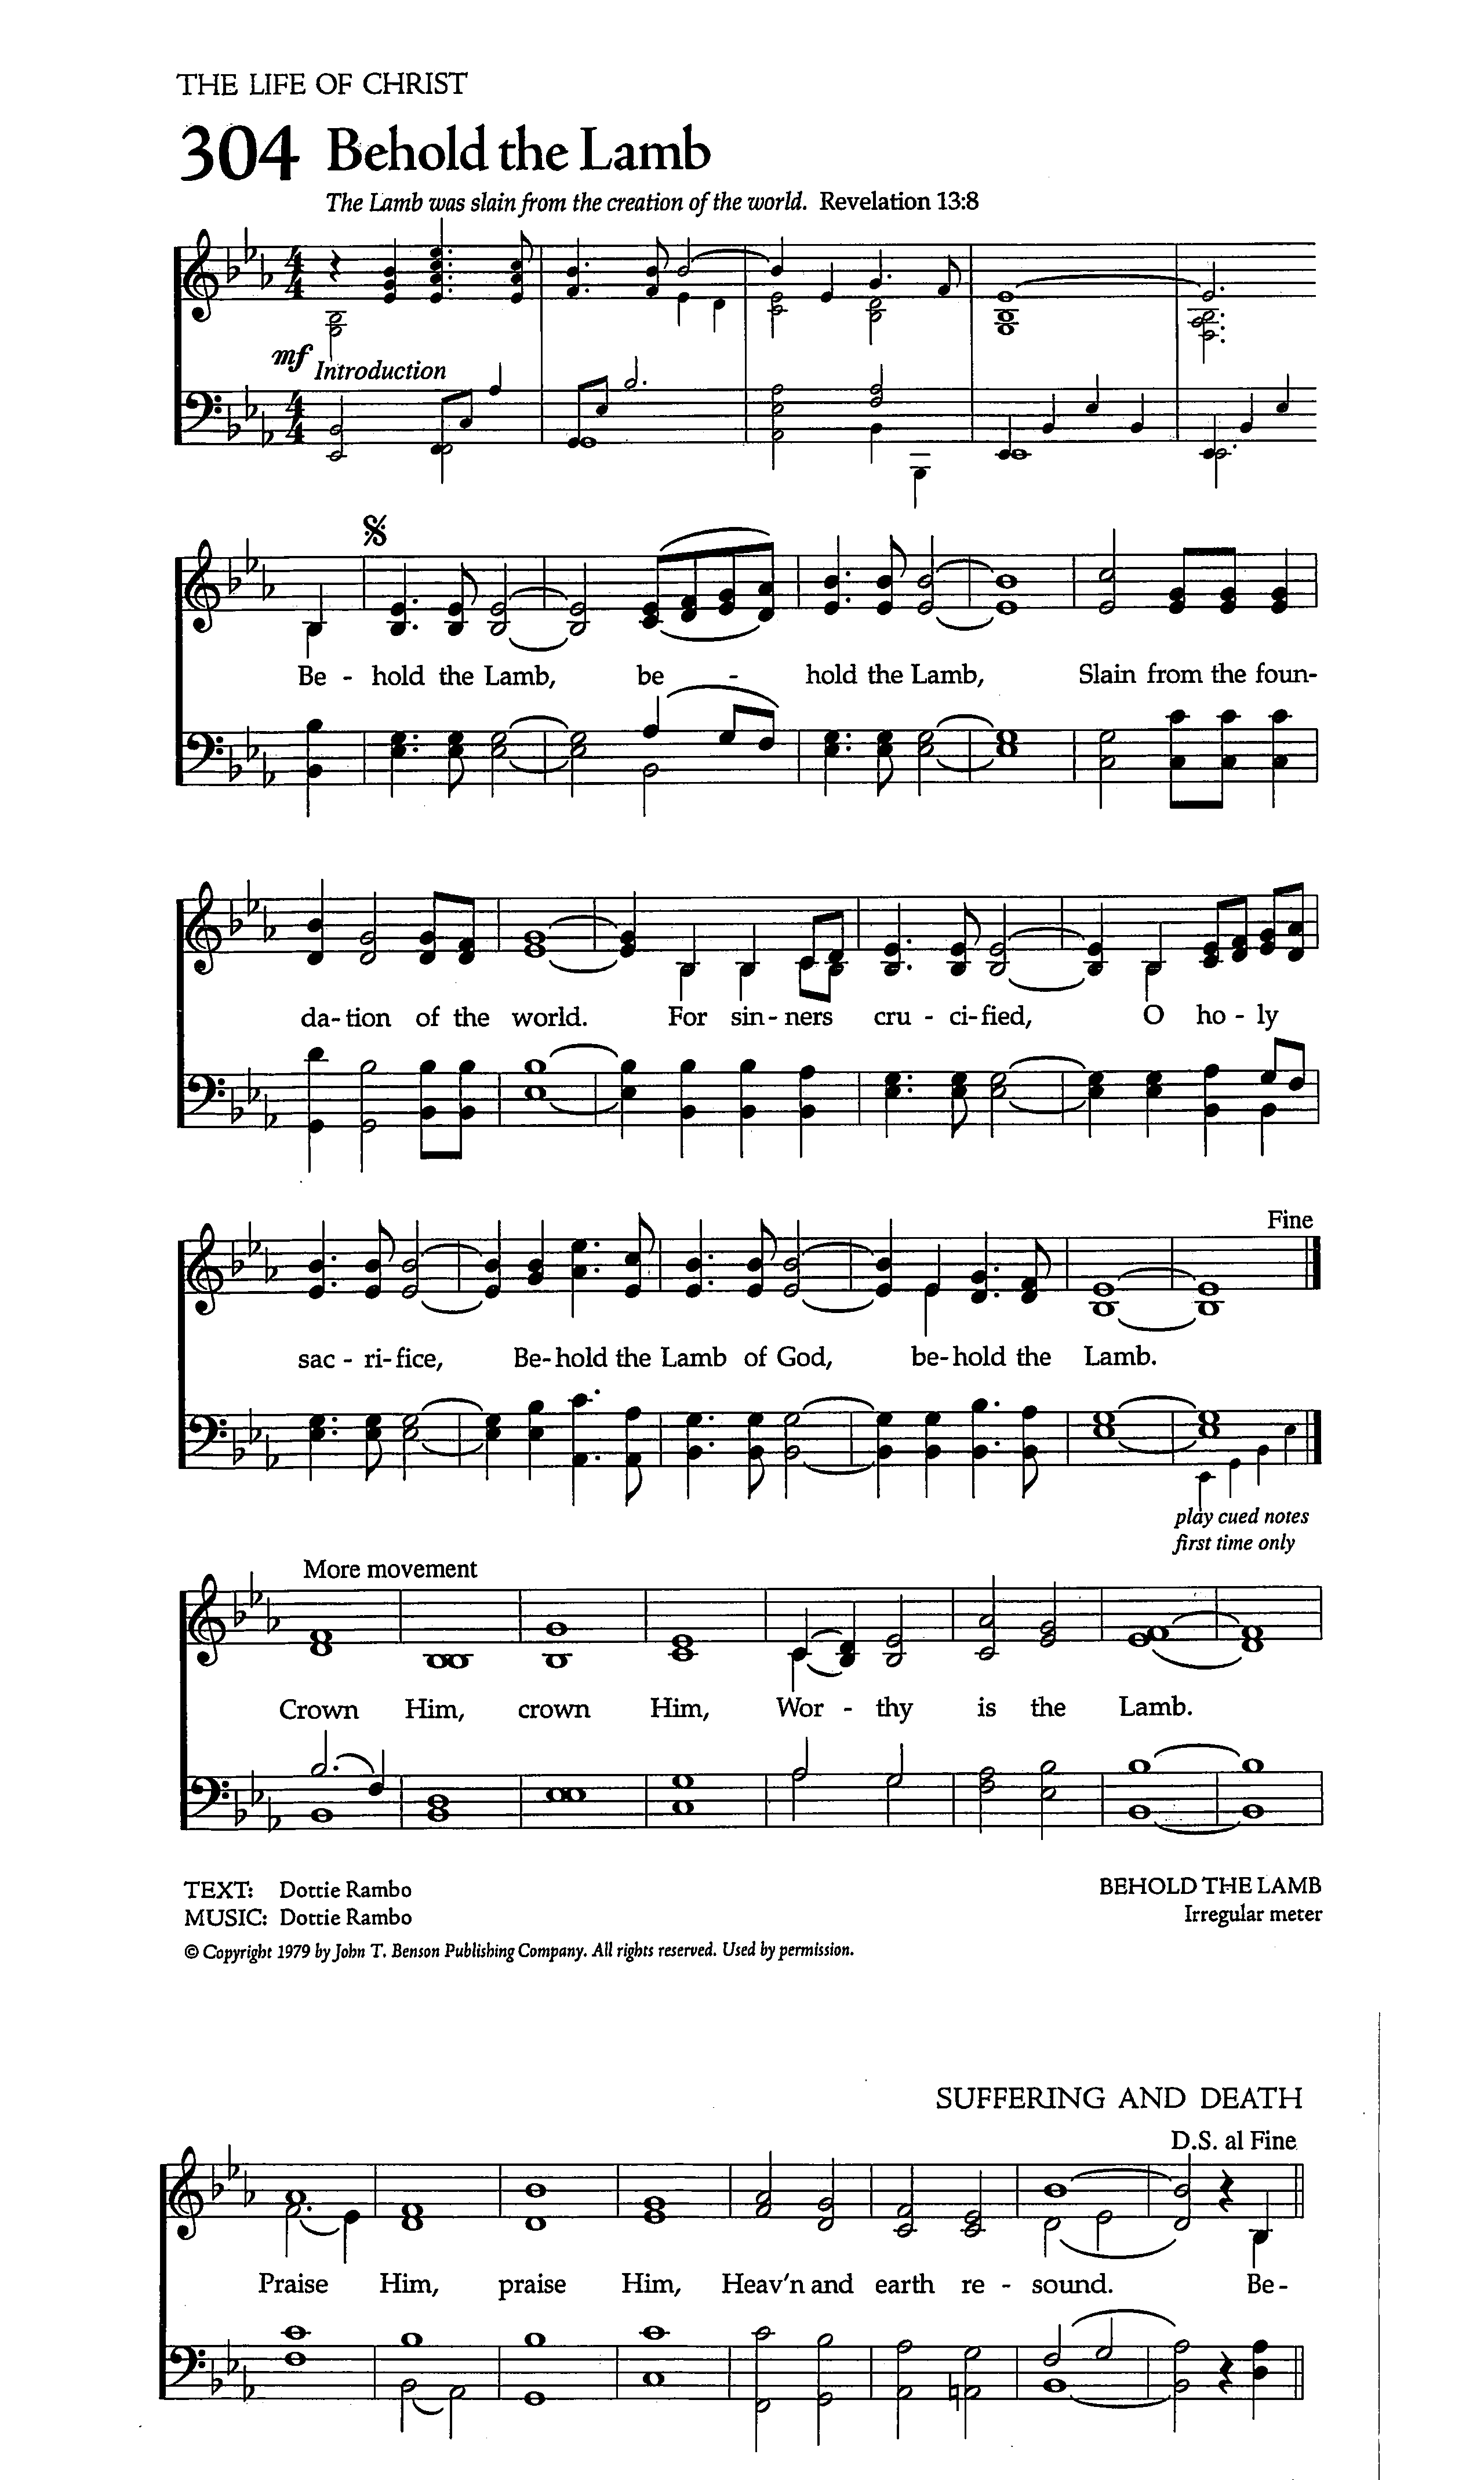 THE LIFE OF CHRIST
304 Behold the Lamb
The Lamb was slain from the creation of the world. Revelation 13:8
mf Introduction
Be - hold the Lamb, be - hold the Lamb, Slain from the foun-
da-tion of the world. For sin-ners cru - ci-fied, O ho - ly
Fine
sac - ri-fice, Be-hold the Lamb of God, be-hold the Lamb.
play cued notes
first time only
More movement
Crown Him, crown Him, Wor - thy is the Lamb.
TEXT: Dottie Rambo
MUSIC: Dottie Rambo
© Copyright 1979 by John T. Benson Publishing Company. All rights reserved. Used by permission.
BEHOLD THE LAMB
Irregular meter
SUFFERING AND DEATH
D.S. al Fine
Praise Him, praise Him, Heav'n and earth re - sound. Be-